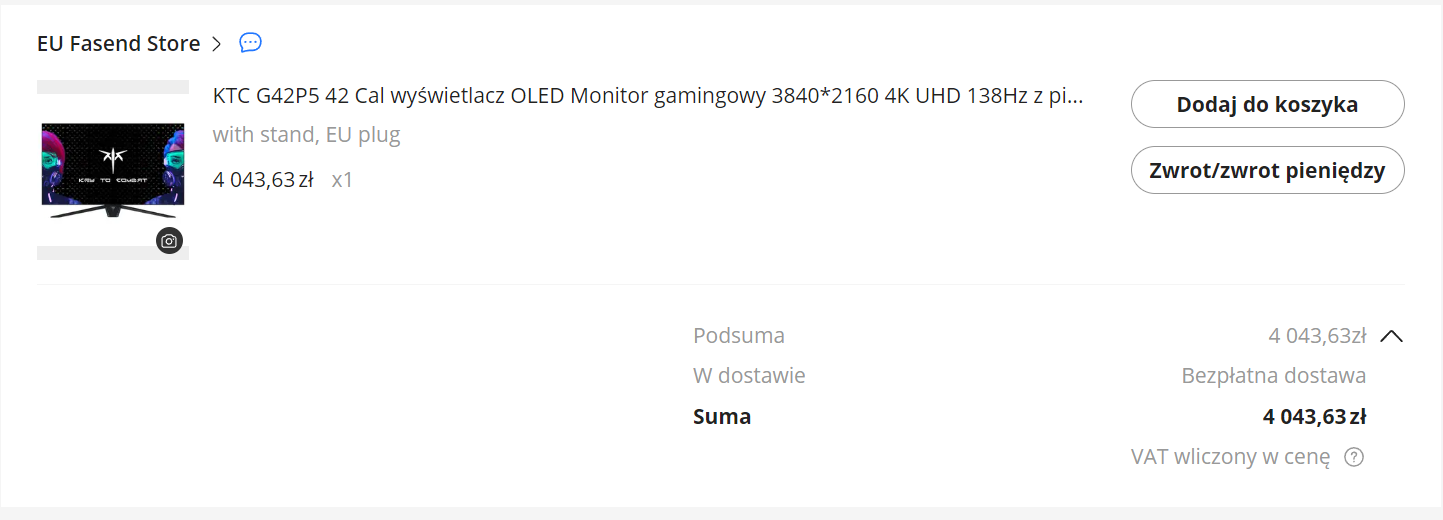 EU Fasend Store
KTC G42P5 42 Cal wyświetlacz OLED Monitor gamingowy 3840*2160 4K UHD 138Hz z pi...
with stand, EU plug
4 043,63 zł x1
KEY TO COMBAT
Dodaj do koszyka
Zwrot/zwrot pieniędzy
Podsuma 4 043,63zł
W dostawie Bezpłatna dostawa
Suma 4 043,63 zł
VAT wliczony w cenę ?